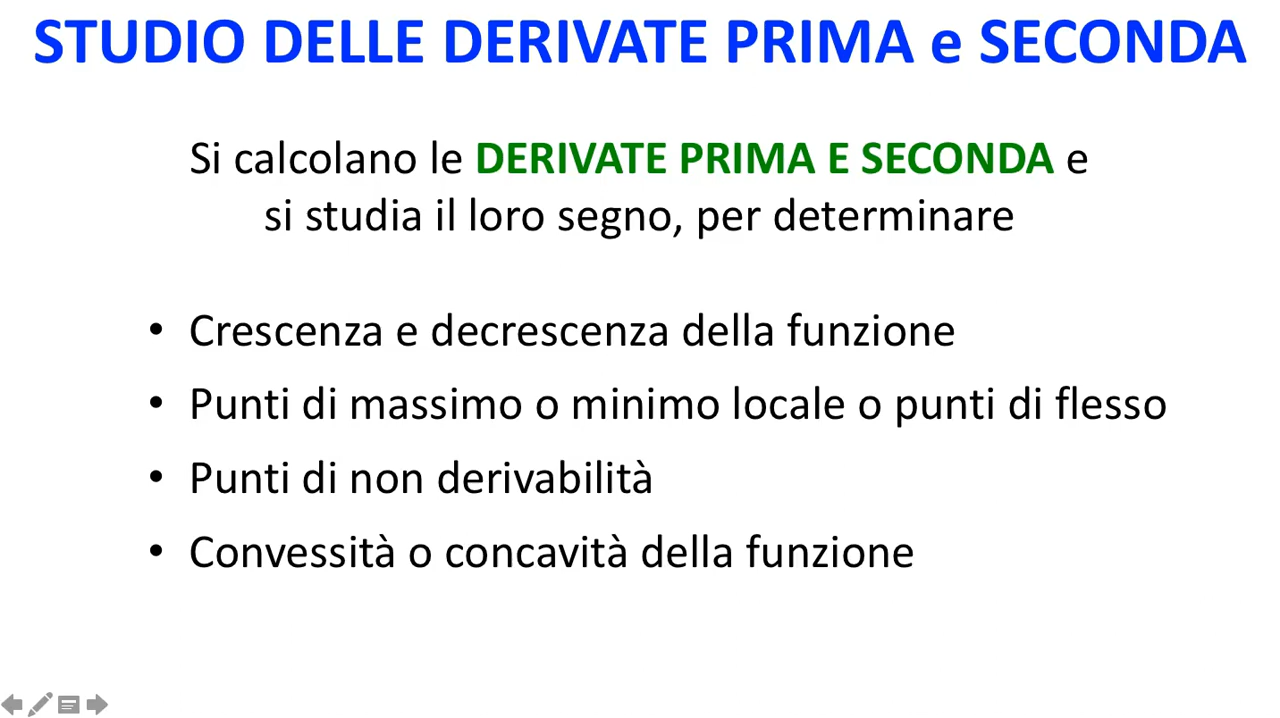 STUDIO DELLE DERIVATE PRIMA e SECONDA
Si calcolano le DERIVATE PRIMA E SECONDA e
si studia il loro segno, per determinare
• Crescenza e decrescenza della funzione
• Punti di massimo o minimo locale o punti di flesso
• Punti di non derivabilità
• Convessità o concavità della funzione